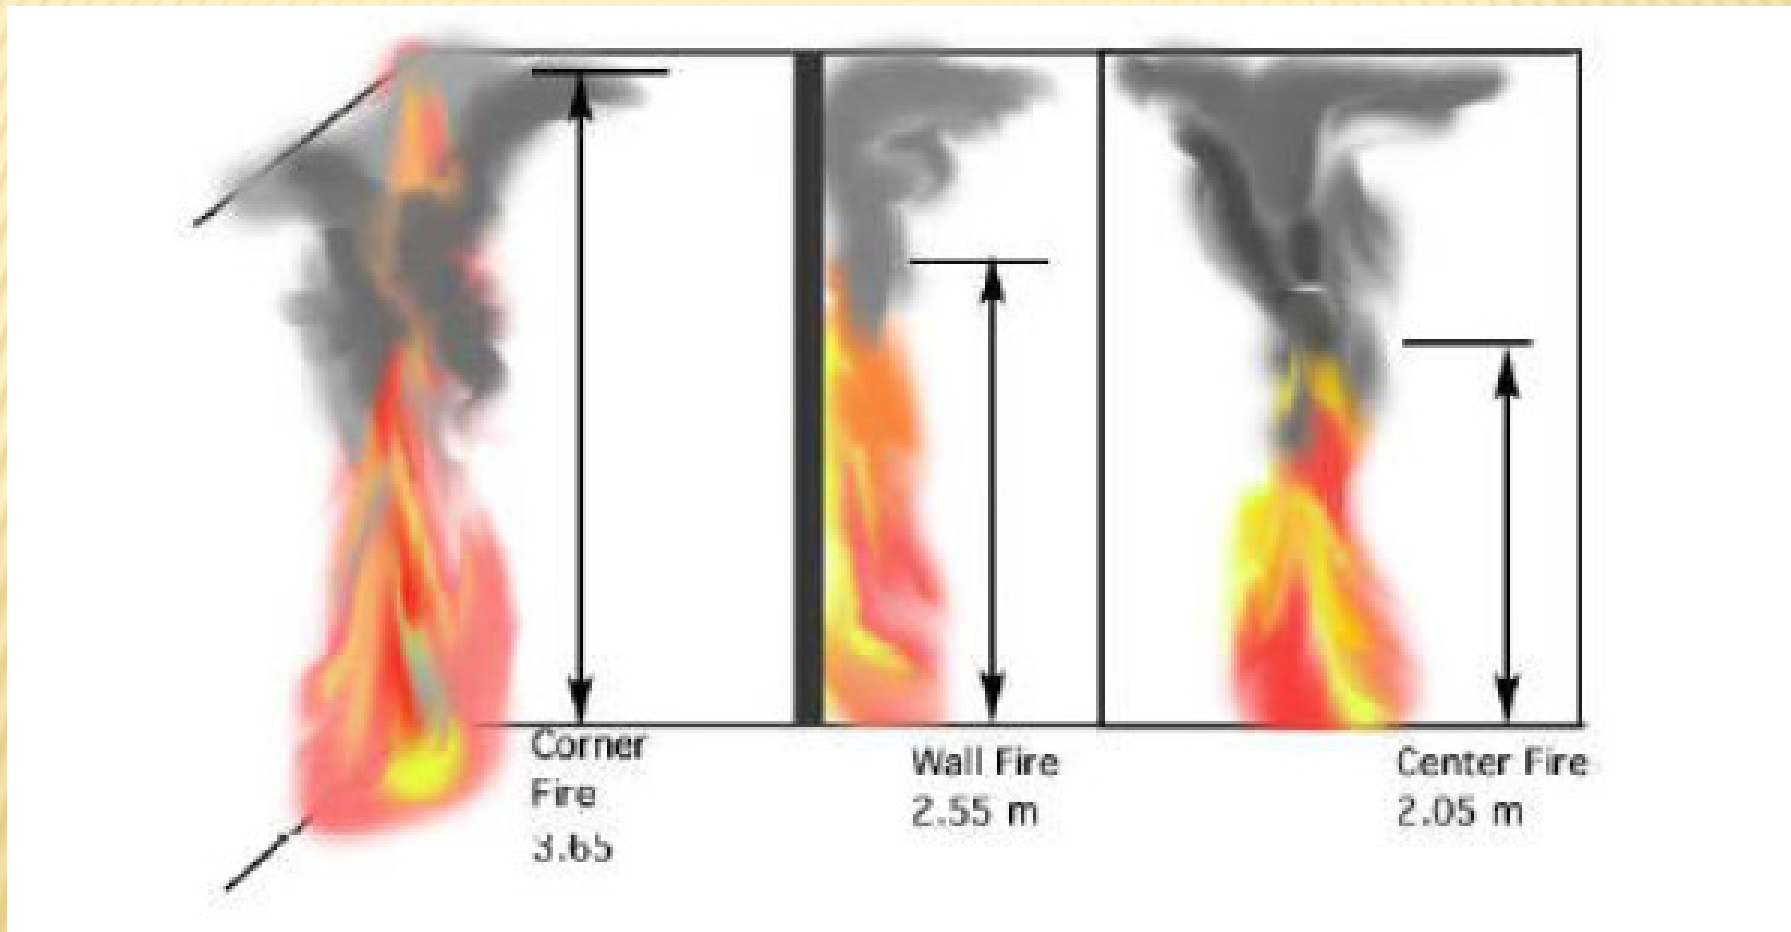 Corner
Fire
3.65
Wall Fire
2.55 m
Center Fire
2.05 m